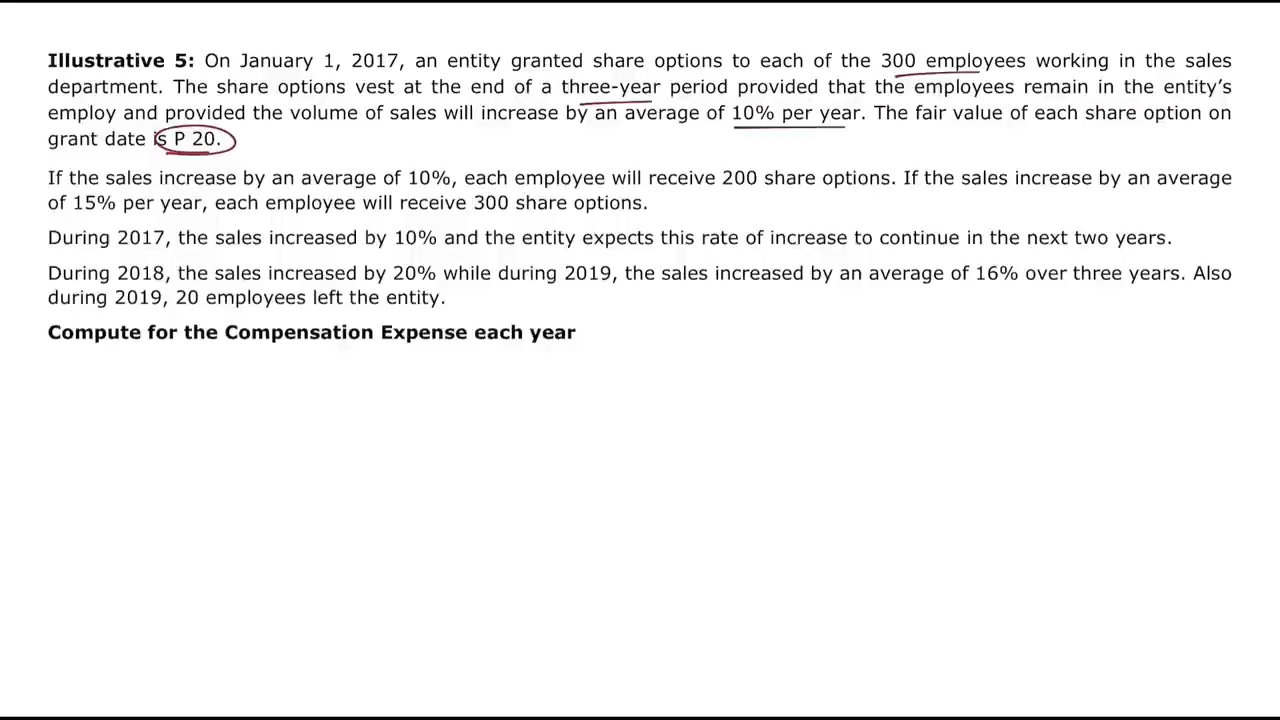 Illustrative 5: On January 1, 2017, an entity granted share options to each of the 300 employees working in the sales
department. The share options vest at the end of a three-year period provided that the employees remain in the entity's
employ and provided the volume of sales will increase by an average of 10% per year. The fair value of each share option on
grant date is P 20.
If the sales increase by an average of 10%, each employee will receive 200 share options. If the sales increase by an average
of 15% per year, each employee will receive 300 share options.
During 2017, the sales increased by 10% and the entity expects this rate of increase to continue in the next two years.
During 2018, the sales increased by 20% while during 2019, the sales increased by an average of 16% over three years. Also
during 2019, 20 employees left the entity.
Compute for the Compensation Expense each year